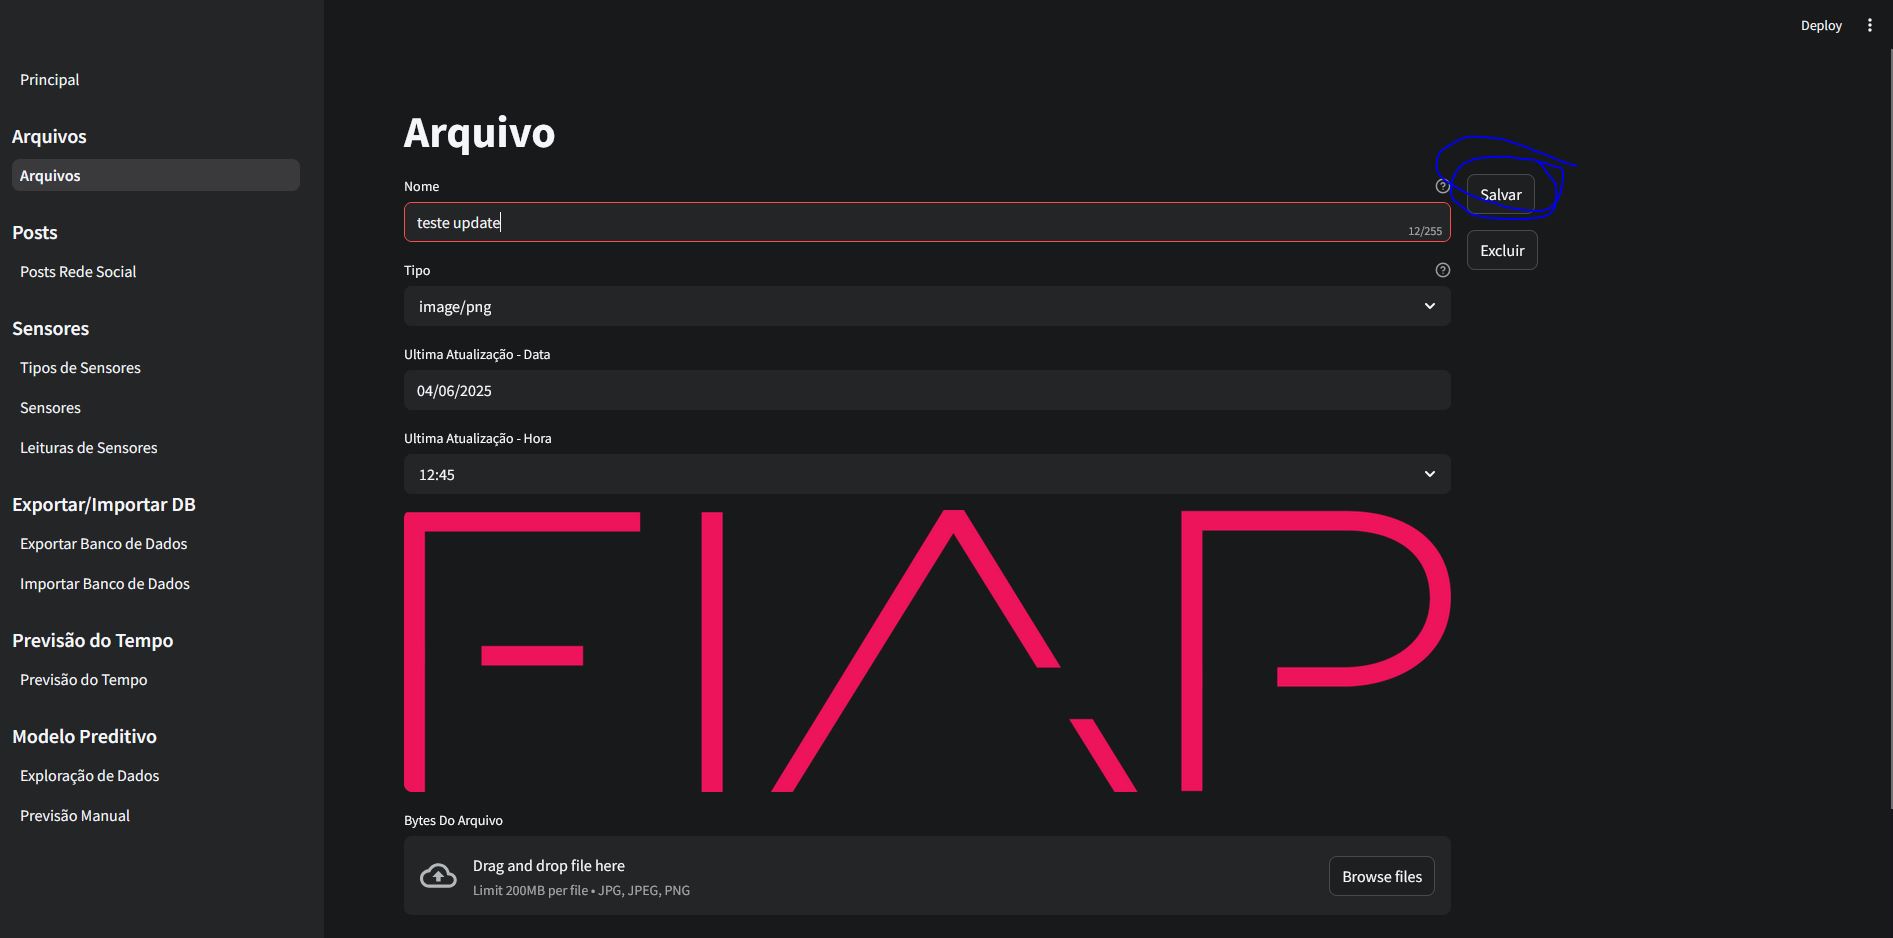 Deploy
Principal
Arquivos
Arquivos
Posts
Posts Rede Social
Sensores
Tipos de Sensores
Sensores
Leituras de Sensores
Exportar/Importar DB
Exportar Banco de Dados
Importar Banco de Dados
Previsão do Tempo
Previsão do Tempo
Modelo Preditivo
Exploração de Dados
Previsão Manual
Arquivo
Nome
teste update
12/255
Salvar
Excluir
Tipo
image/png
Ultima Atualização - Data
04/06/2025
Ultima Atualização - Hora
12:45
FIAP
Bytes Do Arquivo
Drag and drop file here
Limit 200MB per file • JPG, JPEG, PNG
Browse files